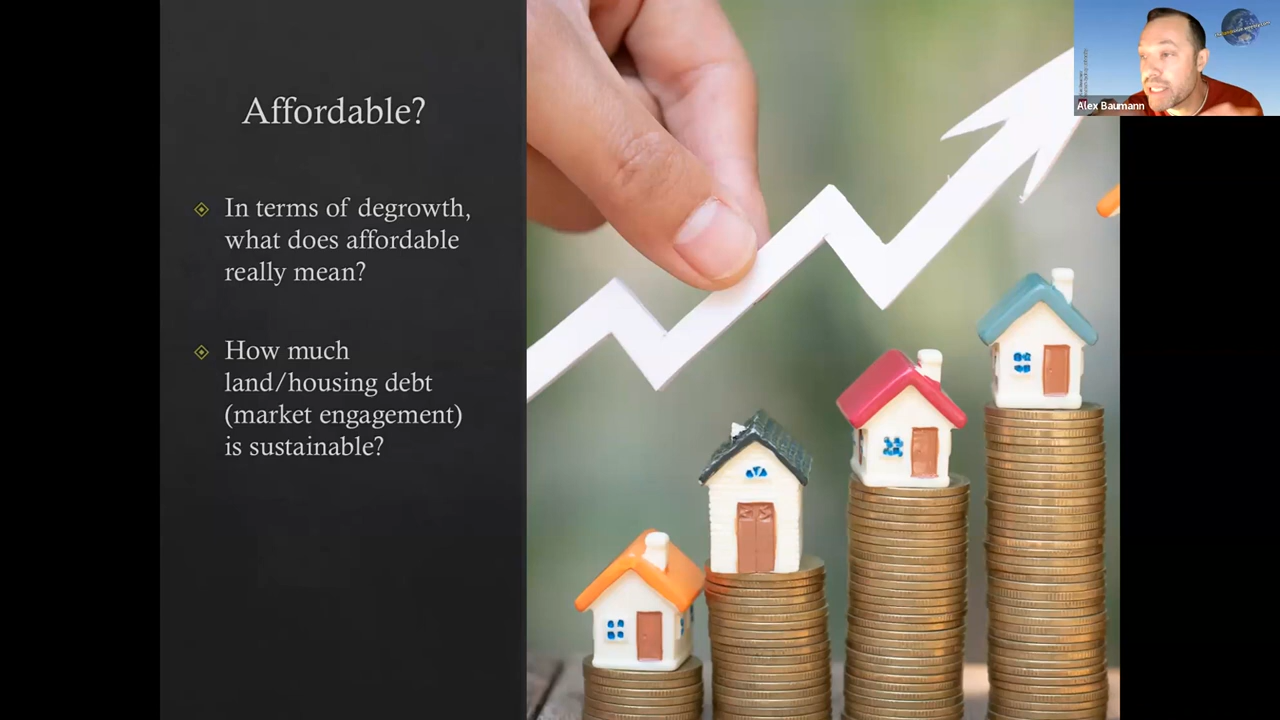 Affordable?
In terms of degrowth,
what does affordable
really mean?
How much
land/housing debt
(market engagement)
is sustainable?
Alex Baumann